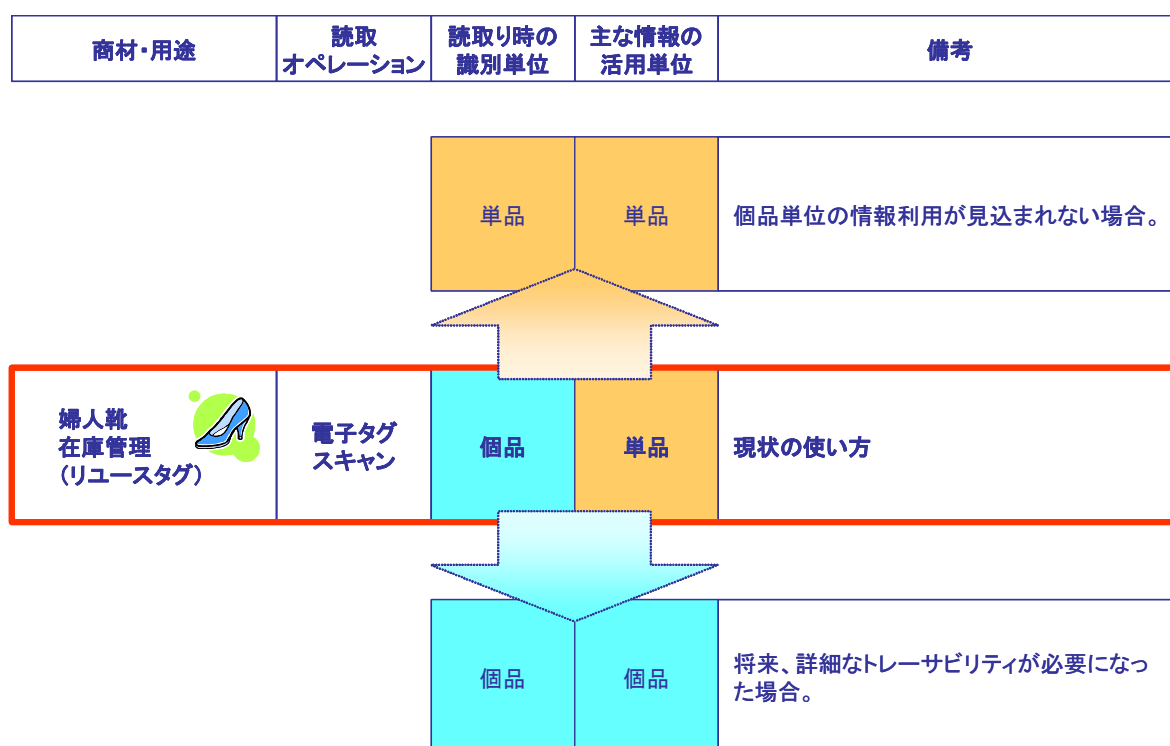 商材・用途
読取
オペレーション
読取り時の
識別単位
主な情報の
活用単位
備考
単品
単品
個品単位の情報利用が見込まれない場合。
婦人靴
在庫管理
(リユースタグ)
電子タグ
スキャン
個品
単品
現状の使い方
個品
個品
将来、詳細なトレーサビリティが必要になっ
た場合。